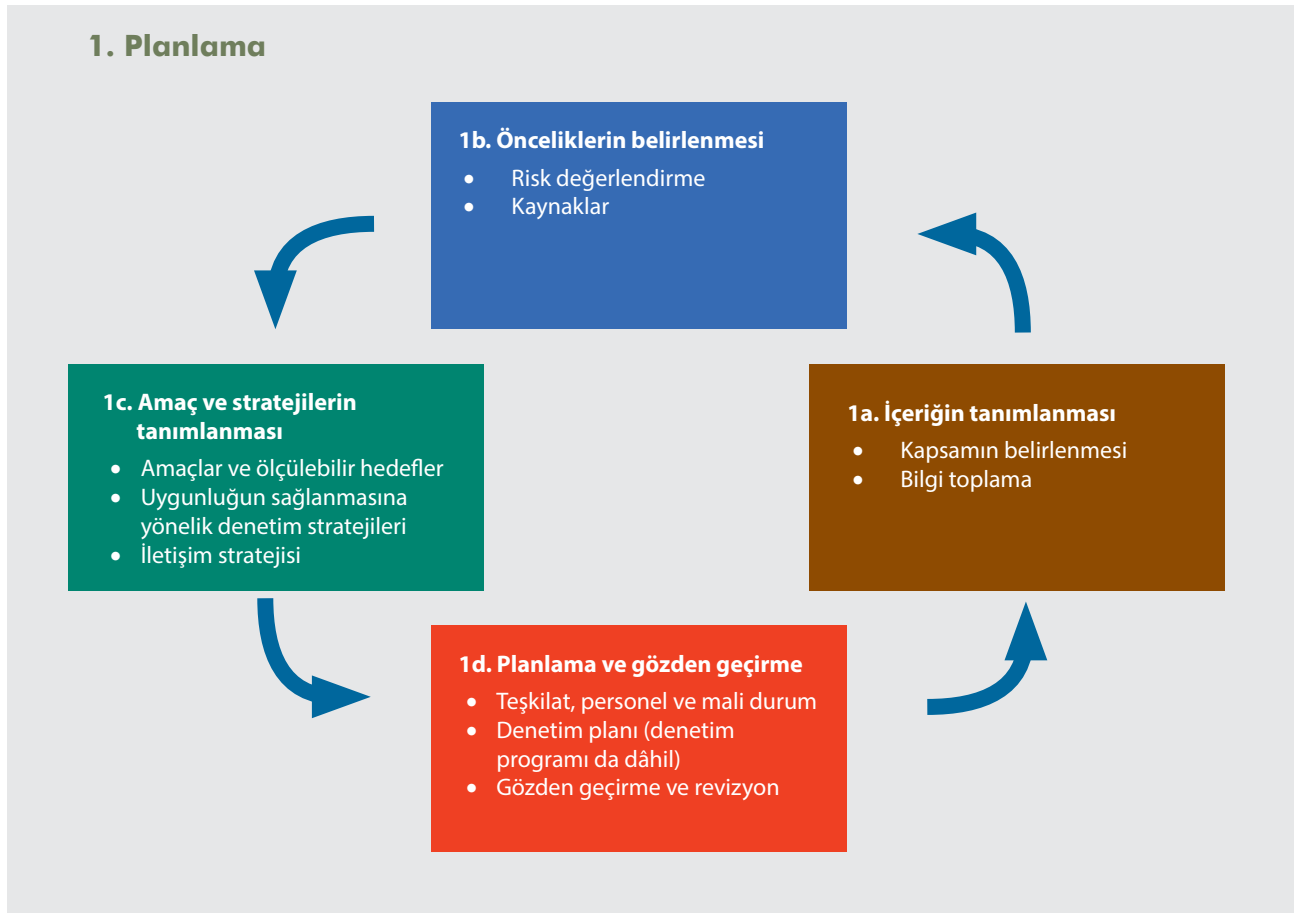 1. Planlama
1b. Önceliklerin belirlenmesi
• Risk değerlendirme
• Kaynaklar
1c. Amaç ve stratejilerin
tanımlanması
• Amaçlar ve ölçülebilir hedefler
• Uygunluğun sağlanmasına
yönelik denetim stratejileri
• İletişim stratejisi
1a. İçeriğin tanımlanması
• Kapsamın belirlenmesi
• Bilgi toplama
1d. Planlama ve gözden geçirme
• Teşkilat, personel ve mali durum
• Denetim planı (denetim
programı da dâhil)
• Gözden geçirme ve revizyon